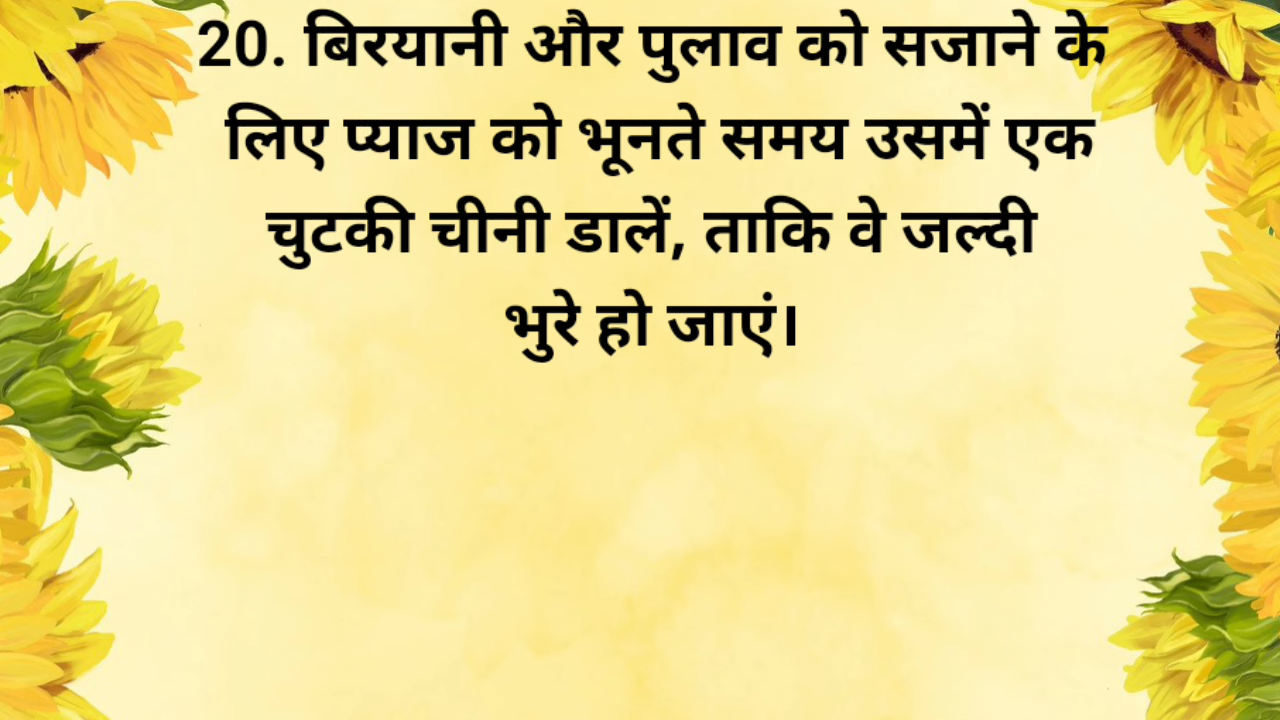 20. बिरयानी और पुलाव को सजाने के
लिए प्याज को भूनते समय उसमें एक
चुटकी चीनी डालें, ताकि वे जल्दी
भुरे हो जाएं।